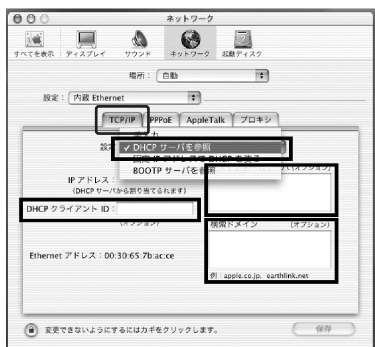 ネットワーク
すべてを表示 ディスプレイ サウンド ネットワーク 起動ディスク
場所： 自動
設定： 内蔵 Ethernet
TCP/IP PPPoE AppleTalk プロキシ
✓ DHCP サーバを参照
BOOTP サーバを参照
IP アドレス：
(DHCP サーバから割り当てられます)
DHCP クライアント ID：
(オプション)
検索ドメイン (オプション)
Ethernet アドレス：00:30:65:7b:ac:ce
例：apple.co.jp, earthlink.net
変更できないようにするにはカギをクリックします。
保存